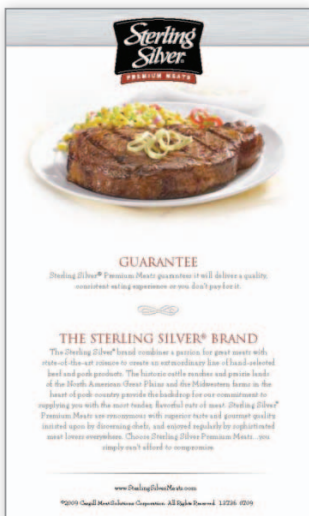 Sterling
Silver®
PREMIUM MEATS
GUARANTEE
Sterling Silver® Premium Meats guarantees it will deliver a quality,
consistent eating experience or you don't pay for it.
THE STERLING SILVER® BRAND
The Sterling Silver® brand combines a passion for great meats with
state-of-the-art science to create an extraordinary line of hand-selected
beef and pork products. The historic cattle ranches and prairie lands
of the North American Great Plains and the Midwestern farms in the
heart of pork country provide the backdrop for our commitment to
supplying you with the most tender, flavorful cuts of meat. Sterling Silver®
Premium Meats are synonymous with superior taste and gourmet quality,
insisted upon by discerning chefs, and enjoyed regularly by sophisticated
meat lovers everywhere. Choose Sterling Silver Premium Meats...you
simply can't afford to compromise.
www.SterlingSilverMeats.com
©2009 Cargill Meat Solutions Corporation. All Rights Reserved.